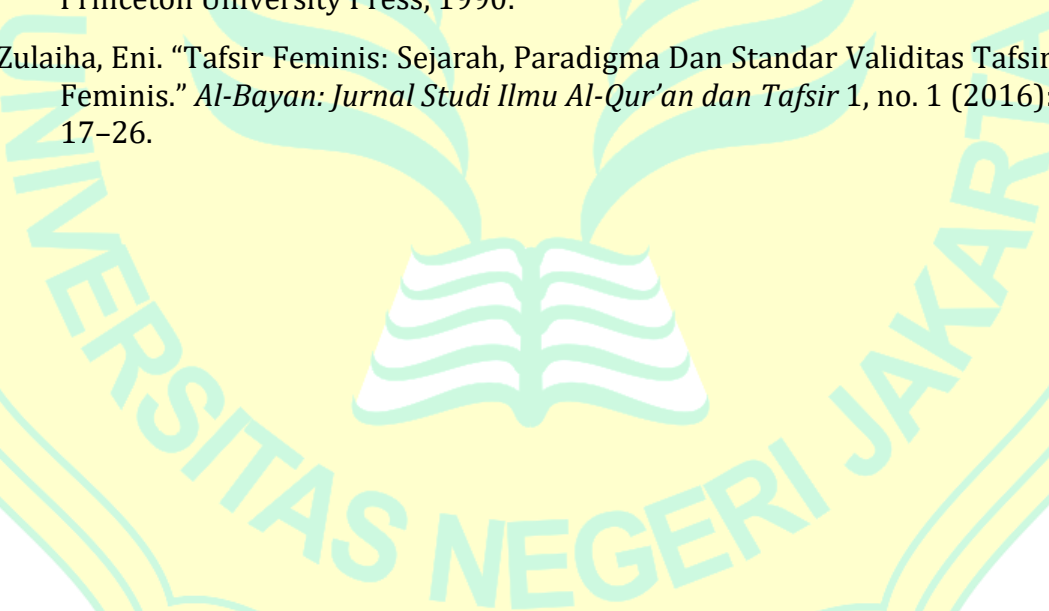 Princeton University Press, 1990.
Zulaiha, Eni. “Tafsir Feminis: Sejarah, Paradigma Dan Standar Validitas Tafsir
Feminis.” Al-Bayan: Jurnal Studi Ilmu Al-Qur’an dan Tafsir 1, no. 1 (2016):
17–26.
UNIVERSITAS NEGERI JAKARTA